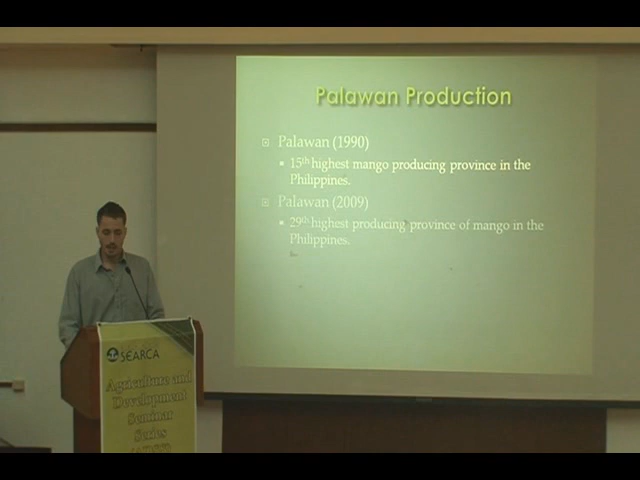 Palawan Production
Palawan (1990)
15th highest mango producing province in the
Philippines.
Palawan (2009)
29th highest producing province of mango in the
Philippines.
SEARCA
Agriculture and
Development
Seminar
Series